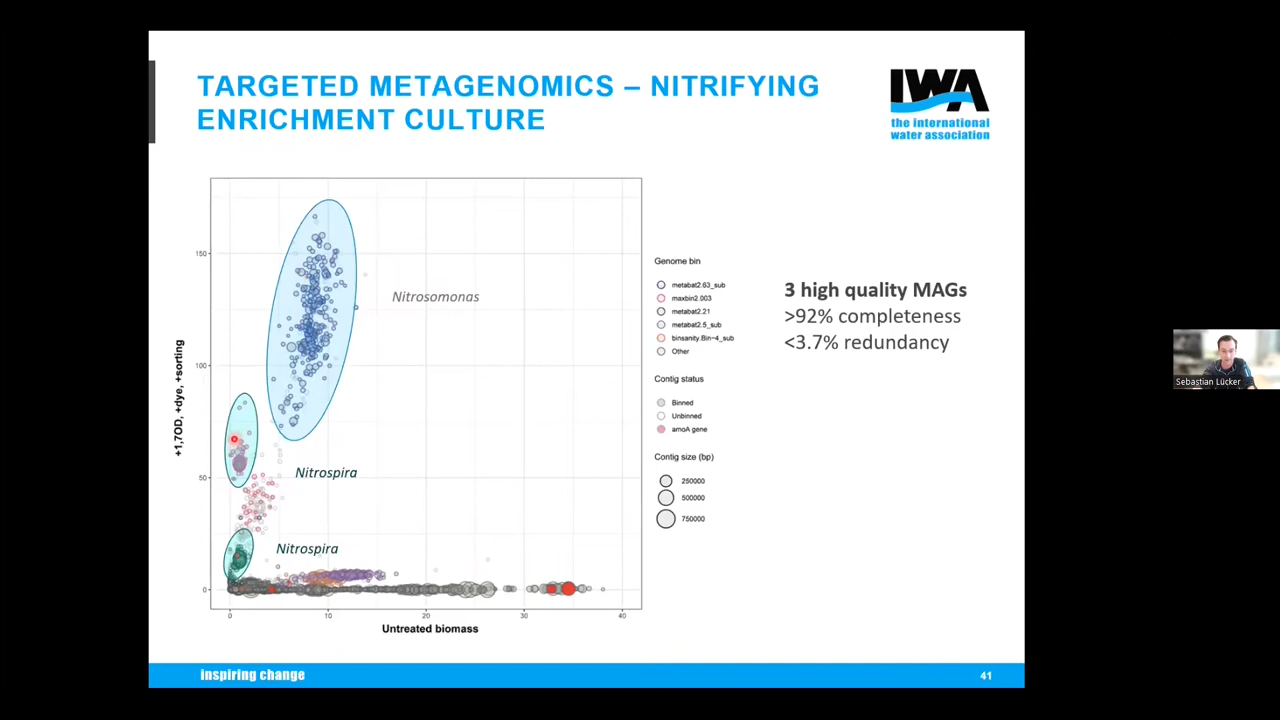 TARGETED METAGENOMICS – NITRIFYING
ENRICHMENT CULTURE
IWA
the international
water association
+1,7OD, +dye, +sorting
150
100
50
0
0
10
20
30
40
Untreated biomass
Nitrosomonas
Nitrospira
Nitrospira
Genome bin
metabat2.63_sub
maxbin2.003
metabat2.21
metabat2.5_sub
binsanity.Bin-4_sub
Other
Contig status
Binned
Unbinned
amoA gene
Contig size (bp)
250000
500000
750000
3 high quality MAGs
>92% completeness
<3.7% redundancy
Sebastian Lücker
inspiring change
41